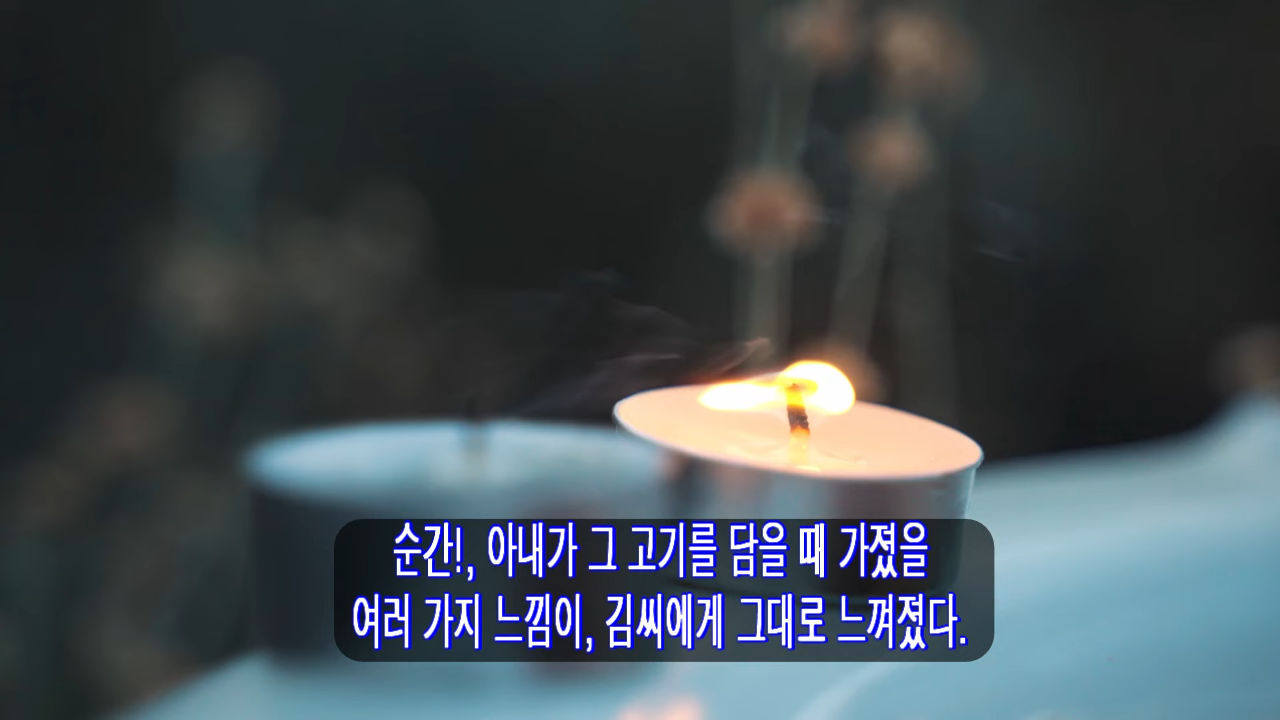 순간!, 아내가 그 고기를 담을 때 가졌을
여러 가지 느낌이, 김씨에게 그대로 느껴졌다.